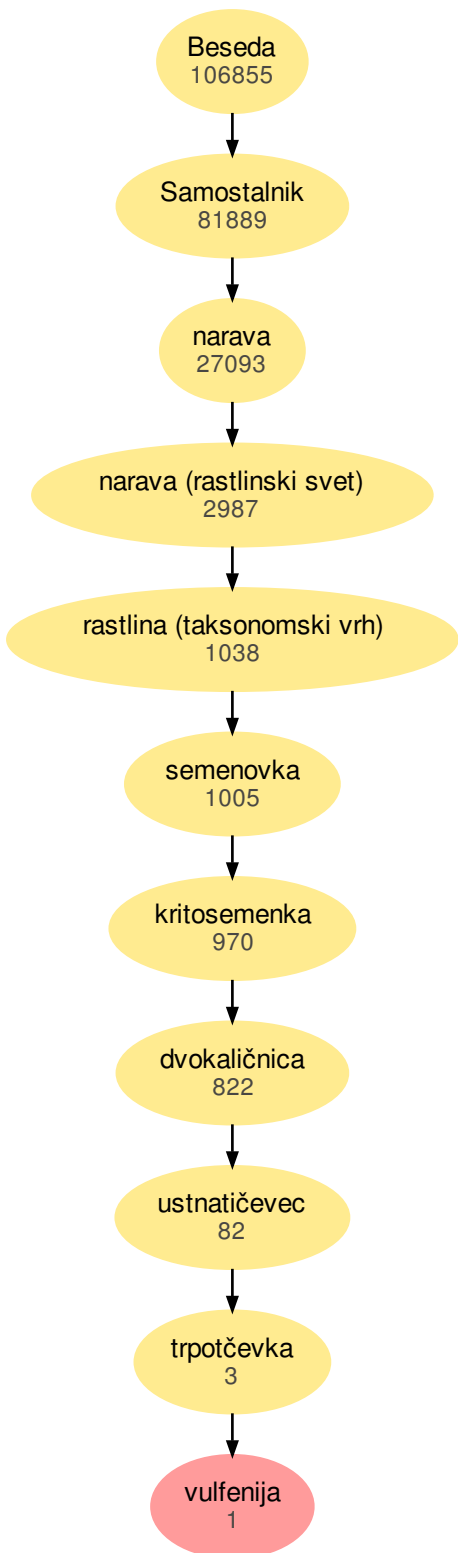 Beseda
106855
Samostalnik
81889
narava
27093
narava (rastlinski svet)
2987
rastlina (taksonomski vrh)
1038
semenovka
1005
kritosemenka
970
dvokaličnica
822
ustnatičevec
82
trpotčevka
3
vulfenija
1